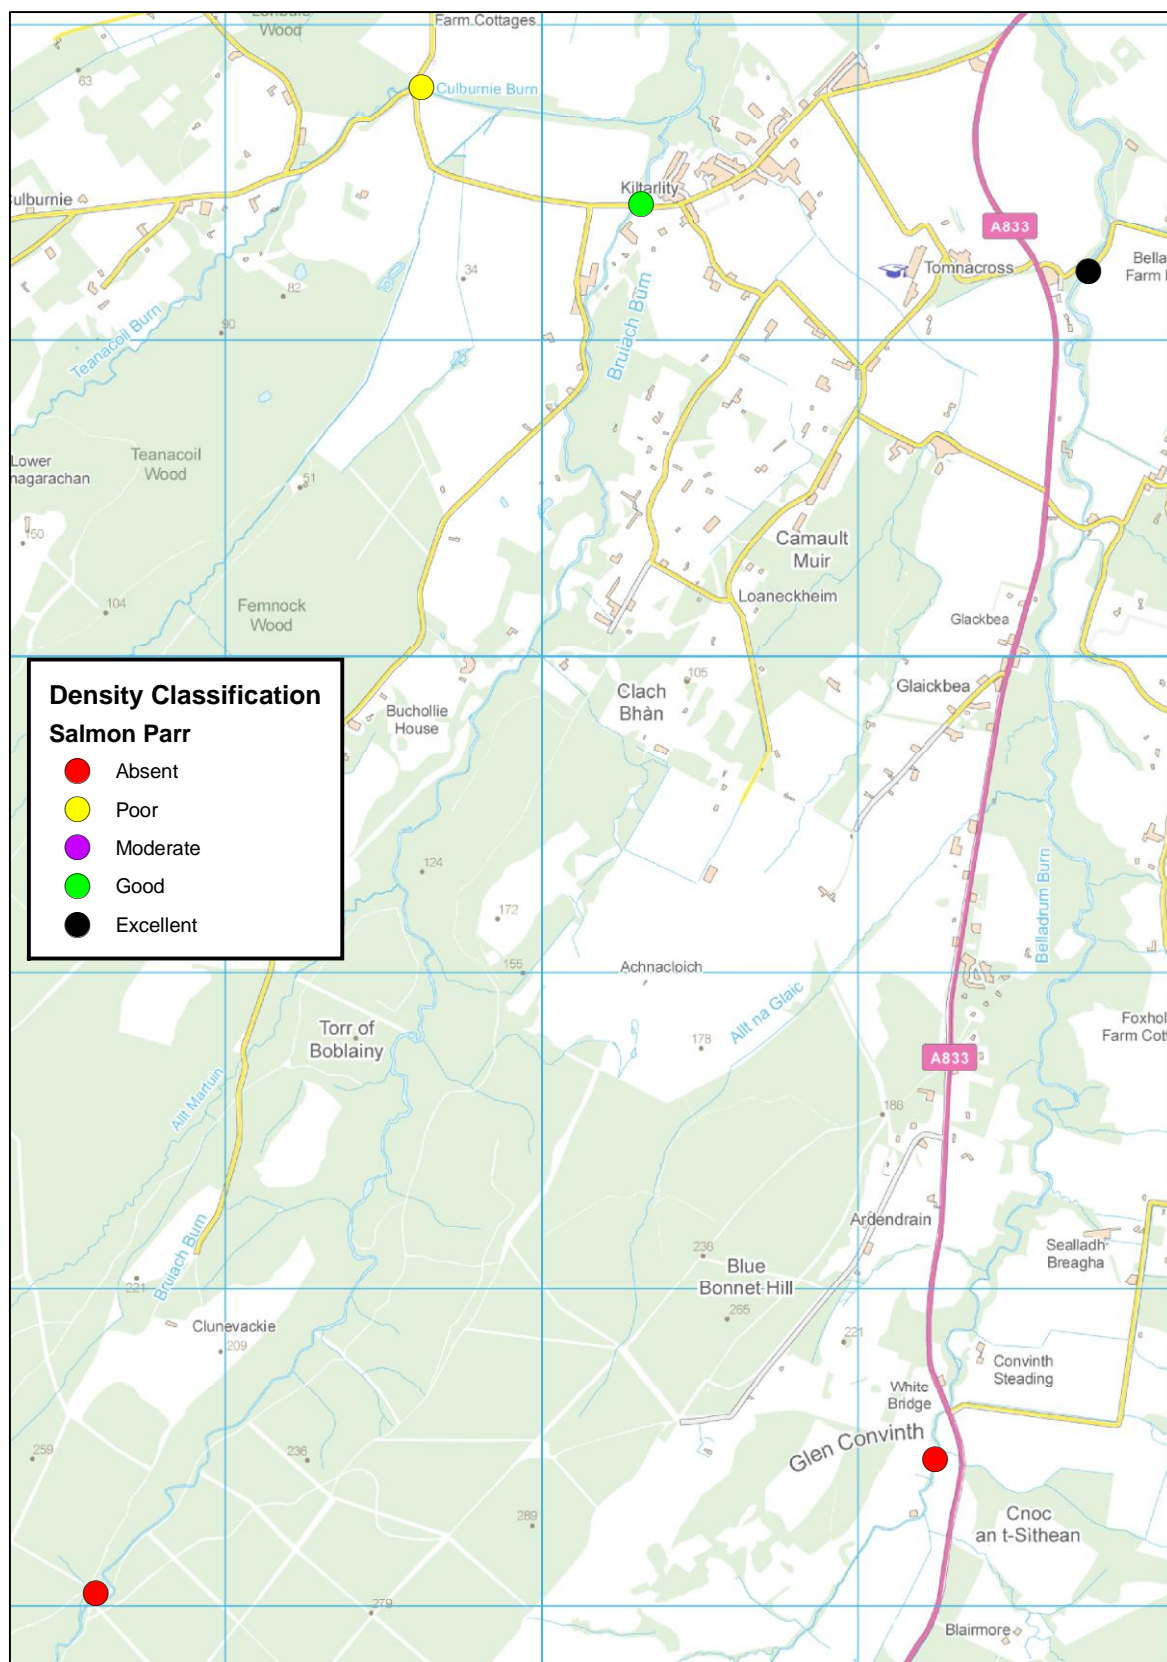 Wood
Farm Cottages
63
Culburnie Burn
Kiltarlity
ulburnie
A833
Tomnacross
Bella
Farm
34
82
90
Teanacoil Burn
Bruiach Burn
Lower
nagarachan
Teanacoil
Wood
51
150
Camault
Muir
Loaneckheim
104
Femnock
Wood
Glackbea
105
Clach
Bhàn
Glaickbea
Buchollie
House
Density Classification
Salmon Parr
Absent
Poor
Moderate
Good
Excellent
124
172
155
Belladrum Burn
Achnacloich
Allt na Glaic
178
Torr of
Boblainy
Foxhol
Farm Cott
A833
Allt Martuin
186
Ardendrain
Bruiach Burn
238
Blue
Bonnet Hill
265
Sealladh
Breagha
221
Clunevackie
209
221
Convinth
Steading
White
Bridge
Glen Convinth
259
236
289
Cnoc
an t-Sithean
279
Blairmore